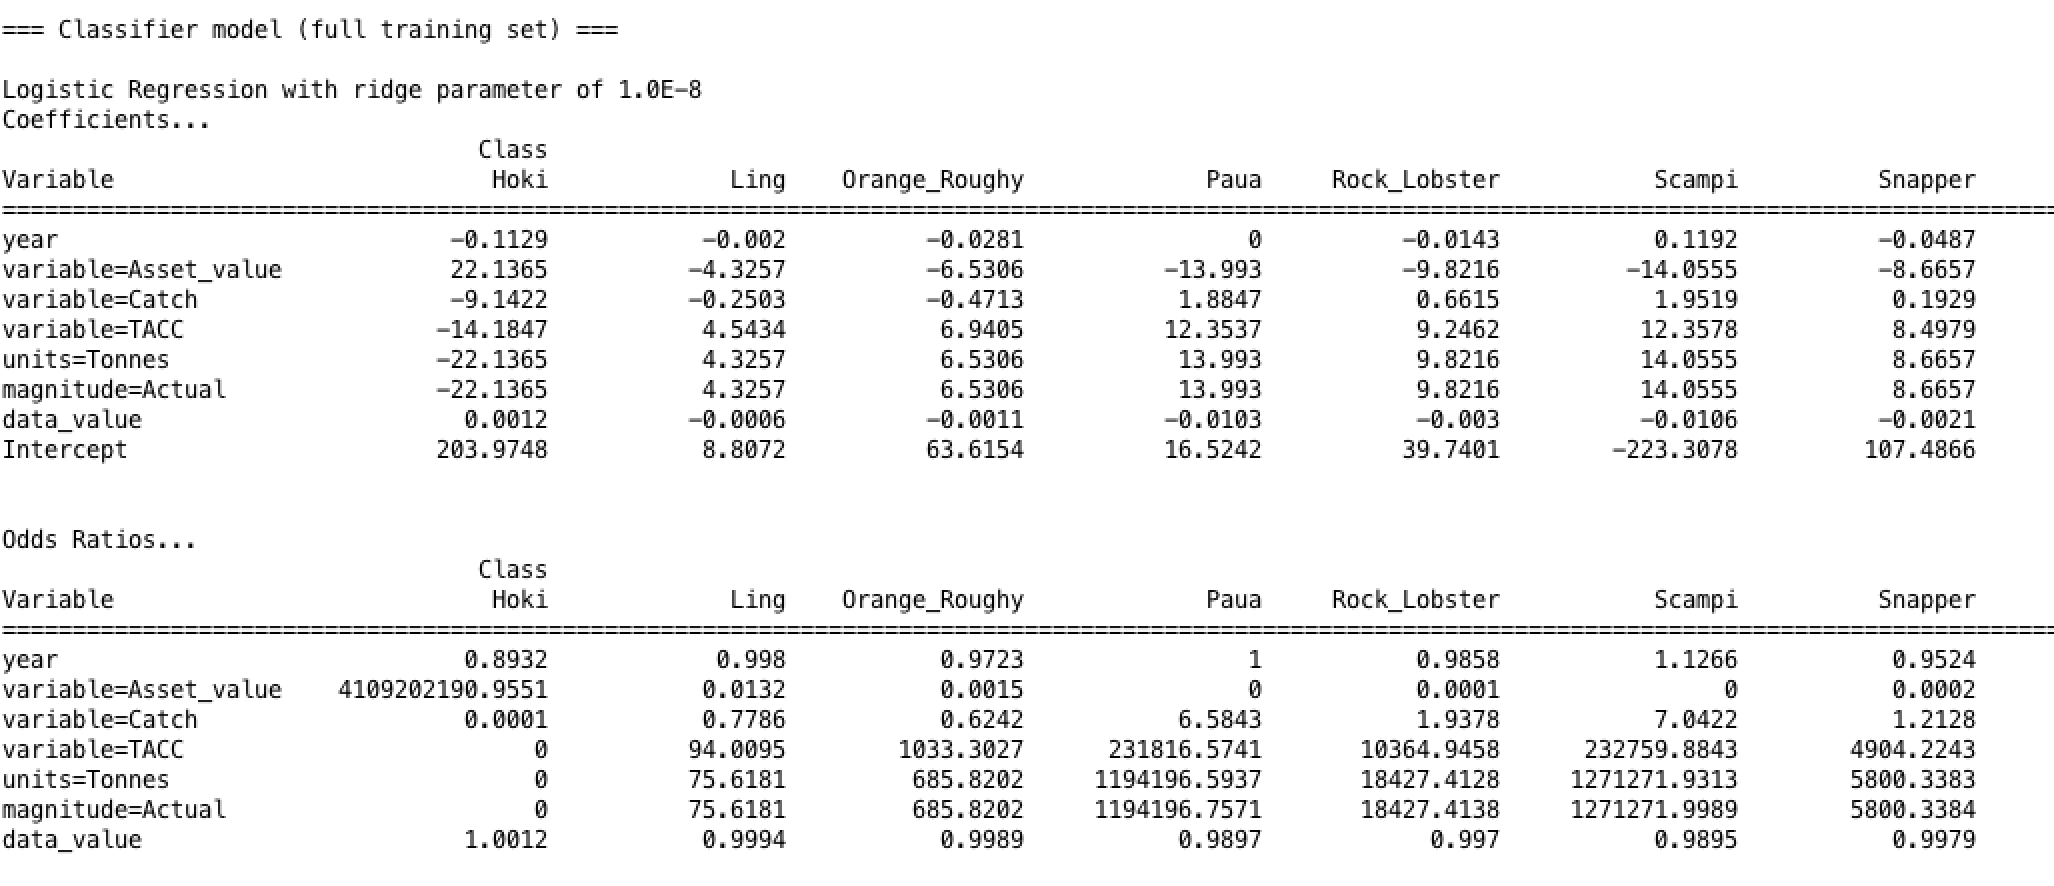 === Classifier model (full training set) ===
Logistic Regression with ridge parameter of 1.0E-8
Coefficients...
Class
Variable Hoki Ling Orange_Roughy Paua Rock_Lobster Scampi Snapper
================================================================
year -0.1129 -0.002 -0.0281 0 -0.0143 0.1192 -0.0487
variable=Asset_value 22.1365 -4.3257 -6.5306 -13.993 -9.8216 -14.0555 -8.6657
variable=Catch -9.1422 -0.2503 -0.4713 1.8847 0.6615 1.9519 0.1929
variable=TACC -14.1847 4.5434 6.9405 12.3537 9.2462 12.3578 8.4979
units=Tonnes -22.1365 4.3257 6.5306 13.993 9.8216 14.0555 8.6657
magnitude=Actual -22.1365 4.3257 6.5306 13.993 9.8216 14.0555 8.6657
data_value 0.0012 -0.0006 -0.0011 -0.0103 -0.003 -0.0106 -0.0021
Intercept 203.9748 8.8072 63.6154 16.5242 39.7401 -223.3078 107.4866
Odds Ratios...
Class
Variable Hoki Ling Orange_Roughy Paua Rock_Lobster Scampi Snapper
================================================================
year 0.8932 0.998 0.9723 1 0.9858 1.1266 0.9524
variable=Asset_value 4109202190.9551 0.0132 0.0015 0 0.0001 0 0.0002
variable=Catch 0.0001 0.7786 0.6242 6.5843 1.9378 7.0422 1.2128
variable=TACC 0 94.0095 1033.3027 231816.5741 10364.9458 232759.8843 4904.2243
units=Tonnes 0 75.6181 685.8202 1194196.5937 18427.4128 1271271.9313 5800.3383
magnitude=Actual 0 75.6181 685.8202 1194196.7571 18427.4138 1271271.9989 5800.3384
data_value 1.0012 0.9994 0.9989 0.9897 0.997 0.9895 0.9979